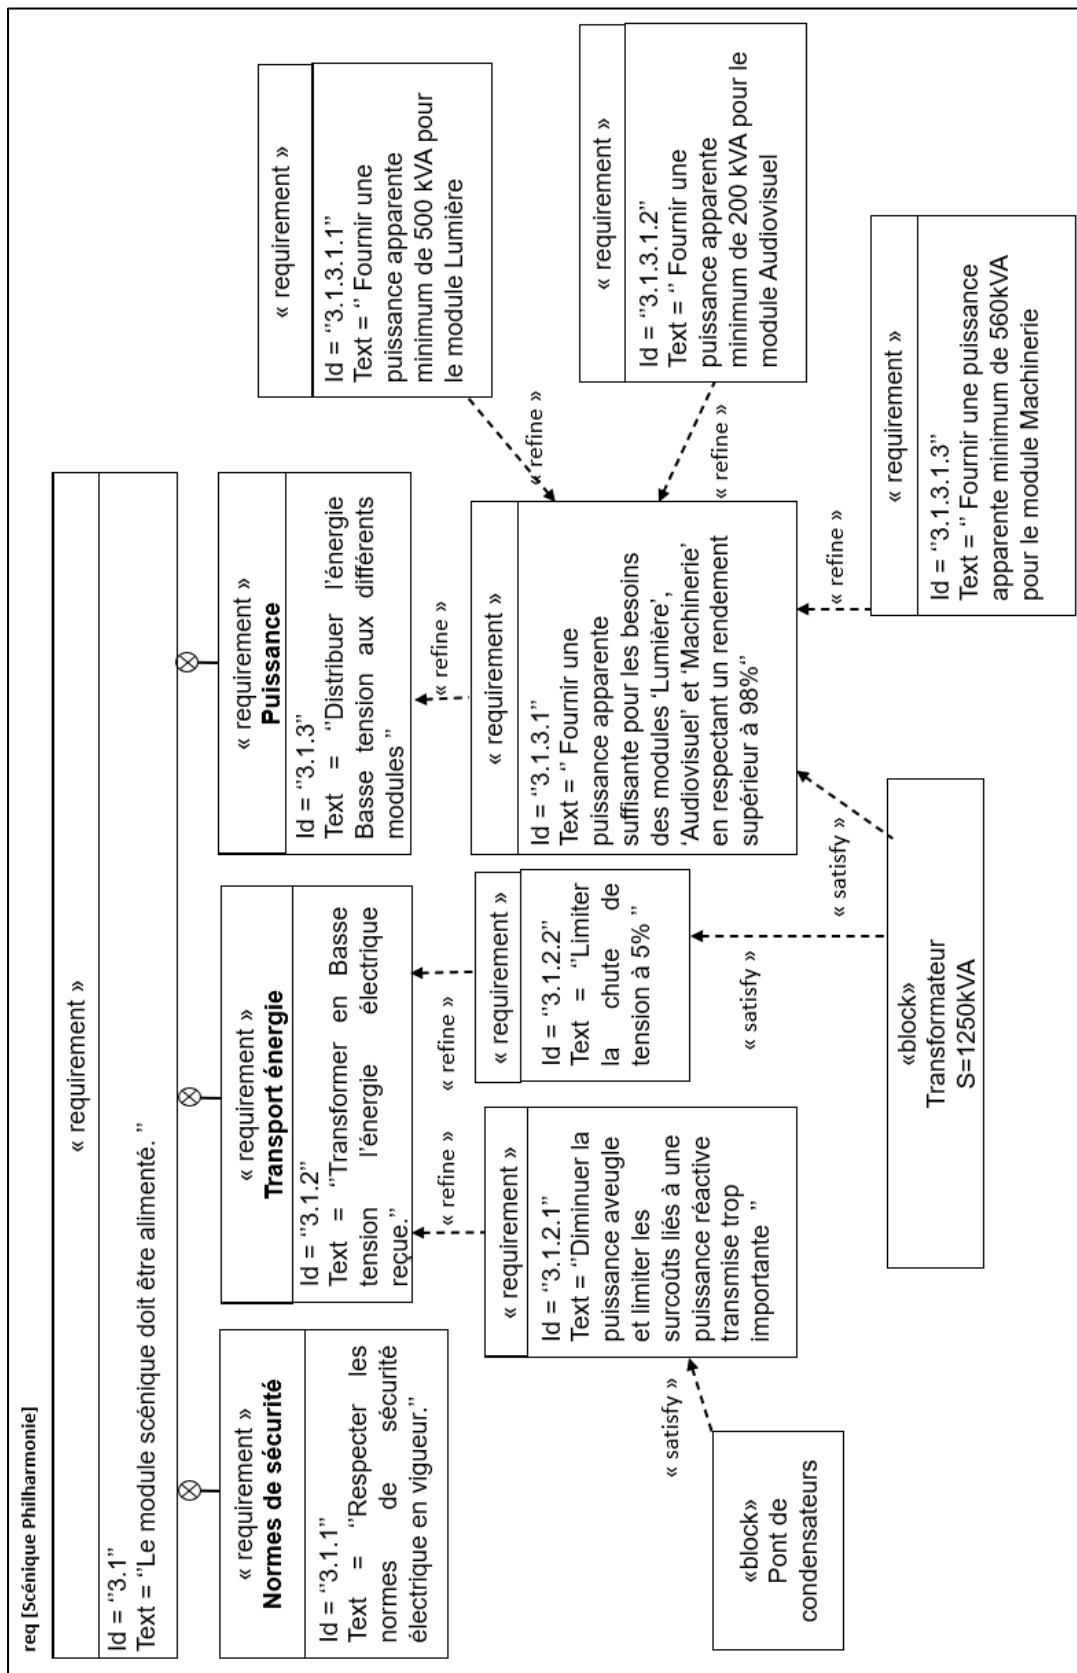 req [Scénique Philharmonie]
« requirement »
Id = ‘‘3.1’’
Text = ‘‘Le module scénique doit être alimenté. ’’
« requirement »
Normes de sécurité
Id = ‘‘3.1.1’’
Text = ‘‘Respecter les
normes de sécurité
électrique en vigueur.’’
« requirement »
Transport énergie
Id = ‘‘3.1.2’’
Text = ‘‘Transformer en Basse
tension l’énergie électrique
reçue.’’
« requirement »
Puissance
Id = ‘‘3.1.3’’
Text = ‘‘Distribuer l’énergie
Basse tension aux différents
modules ’’
« refine »
« refine »
« refine »
« requirement »
Id = ‘‘3.1.2.1’’
Text = ‘‘Diminuer la
puissance aveugle
et limiter les
surcoûts liés à une
puissance réactive
transmise trop
importante ’’
« requirement »
Id = ‘‘3.1.2.2’’
Text = ‘‘Limiter
la chute de
tension à 5% ’’
« requirement »
Id = ‘‘3.1.3.1’’
Text = ‘‘ Fournir une
puissance apparente
suffisante pour les besoins
des modules ‘Lumière’,
‘Audiovisuel’ et ‘Machinerie’
en respectant un rendement
supérieur à 98%‘’
« refine »
« requirement »
Id = ‘‘3.1.3.1.1’’
Text = ‘‘ Fournir une
puissance apparente
minimum de 500 kVA pour
le module Lumière
« refine »
« requirement »
Id = ‘‘3.1.3.1.2’’
Text = ‘‘ Fournir une
puissance apparente
minimum de 200 kVA pour le
module Audiovisuel
« refine »
« requirement »
Id = ‘‘3.1.3.1.3’’
Text = ‘‘ Fournir une puissance
apparente minimum de 560kVA
pour le module Machinerie
« satisfy »
« satisfy »
« satisfy »
«block»
Pont de
condensateurs
«block»
Transformateur
S=1250kVA